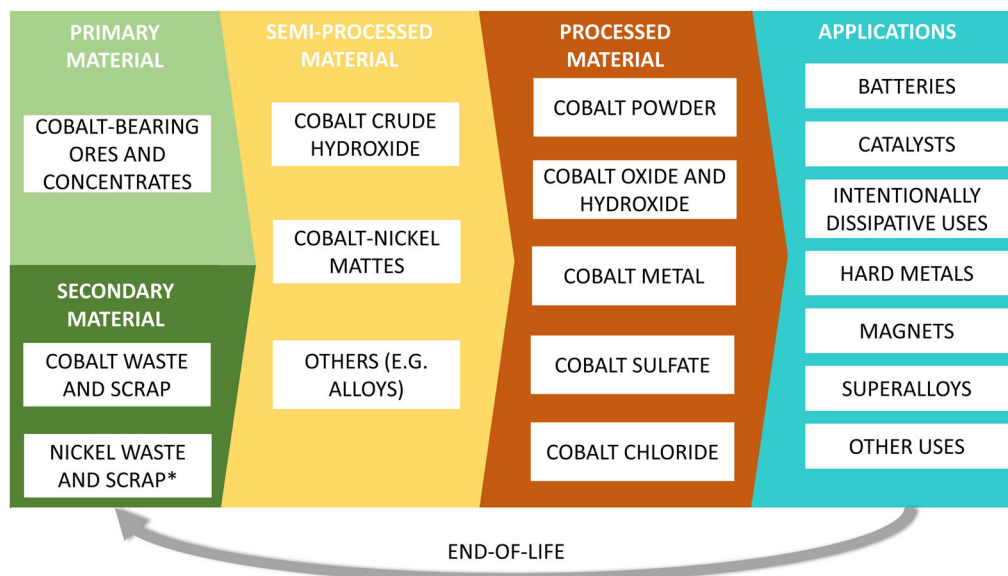 PRIMARY
MATERIAL
COBALT-BEARING
ORES AND
CONCENTRATES
SECONDARY
MATERIAL
COBALT WASTE
AND SCRAP
NICKEL WASTE
AND SCRAP*
SEMI-PROCESSED
MATERIAL
COBALT CRUDE
HYDROXIDE
COBALT-NICKEL
MATTES
OTHERS (E.G.
ALLOYS)
PROCESSED
MATERIAL
COBALT POWDER
COBALT OXIDE AND
HYDROXIDE
COBALT METAL
COBALT SULFATE
COBALT CHLORIDE
APPLICATIONS
BATTERIES
CATALYSTS
INTENTIONALLY
DISSIPATIVE USES
HARD METALS
MAGNETS
SUPERALLOYS
OTHER USES
END-OF-LIFE